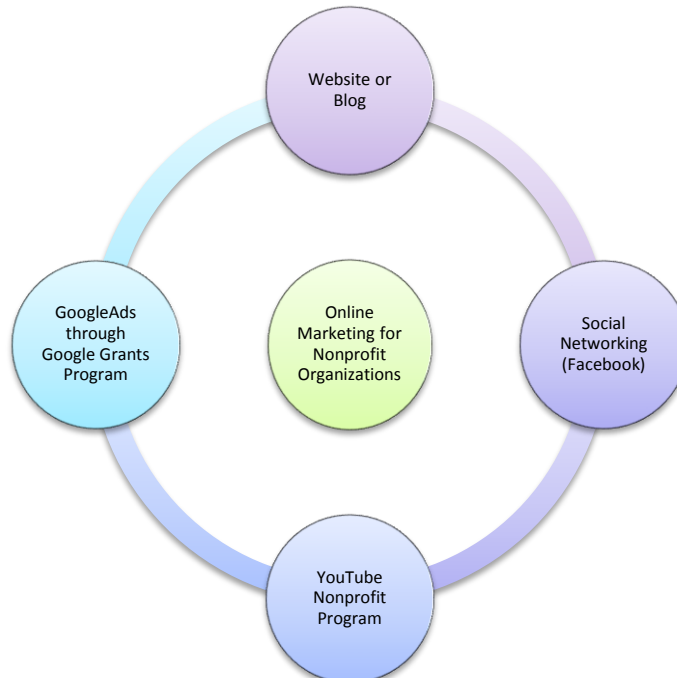 Website or
Blog
GoogleAds
through
Google Grants
Program
Online
Marketing for
Nonprofit
Organizations
Social
Networking
(Facebook)
YouTube
Nonprofit
Program